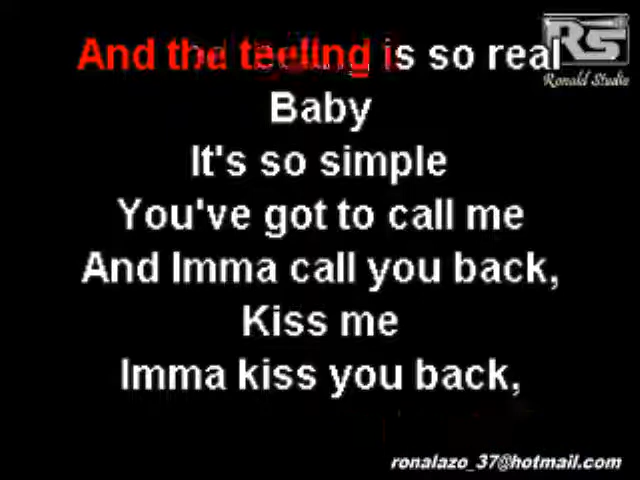 And the feeling is so real
Baby
It's so simple
You've got to call me
And Imma call you back,
Kiss me
Imma kiss you back,
RS
Ronald Studio
ronalazo_37@hotmail.com